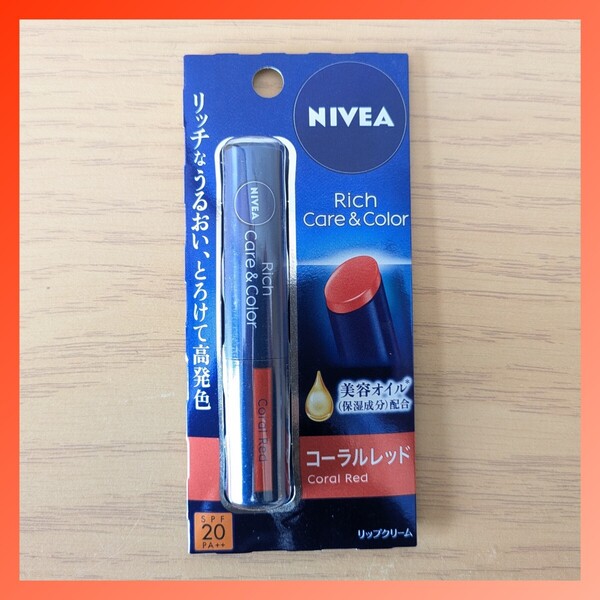 NIVEA
Rich
Care & Color
リッチなうるおい、とろけて高発色
NIVEA
Rich
Care & Color
Coral Red
美容オイル*
(保湿成分)配合
コーラルレッド
Coral Red
SPF
20
PA++
リップクリーム